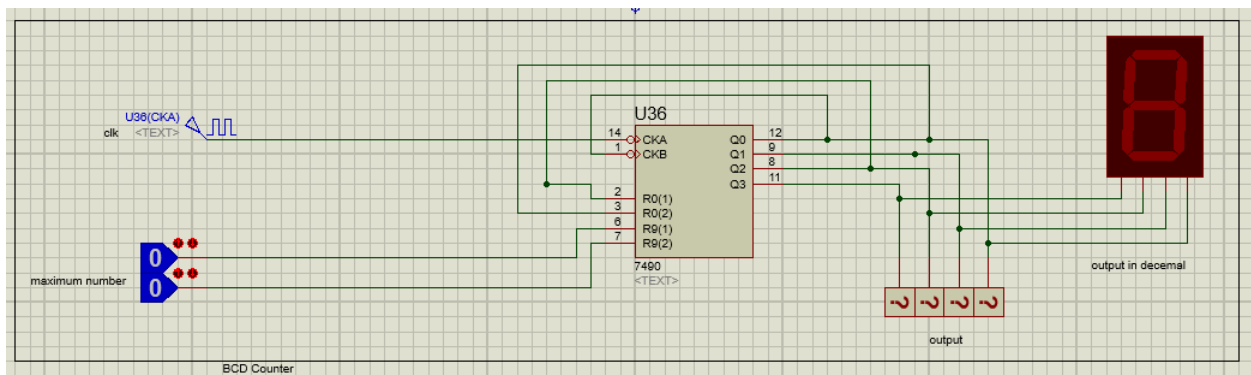 U36
U36(CKA)
clk
<TEXT>
14
CKA
Q0
12
1
CKB
Q1
9
Q2
8
Q3
11
2
R0(1)
3
R0(2)
6
R9(1)
7
R9(2)
0
0
maximum number
7490
<TEXT>
output in decemal
? ? ? ?
output
BCD Counter